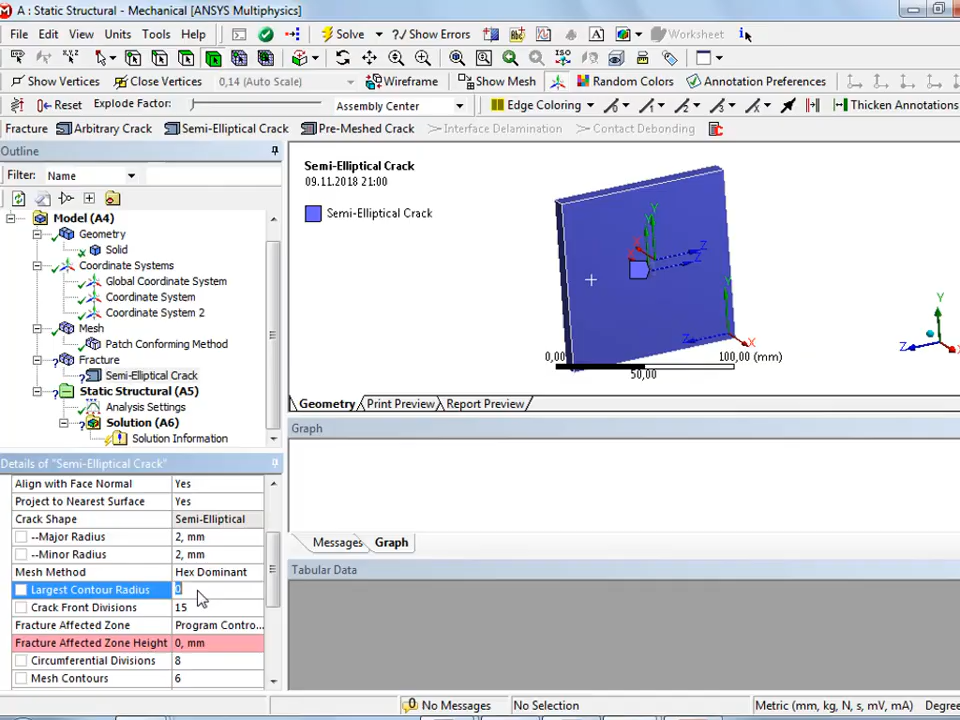 A : Static Structural - Mechanical [ANSYS Multiphysics]
File Edit View Units Tools Help Solve Show Errors Worksheet
Show Vertices Close Vertices 0,14 (Auto Scale) Wireframe Show Mesh Random Colors Annotation Preferences
Reset Explode Factor: Assembly Center Edge Coloring Thicken Annotations
Fracture Arbitrary Crack Semi-Elliptical Crack Pre-Meshed Crack Interface Delamination Contact Debonding
Outline
Filter: Name
Model (A4)
Geometry
Solid
Coordinate Systems
Global Coordinate System
Coordinate System
Coordinate System 2
Mesh
Patch Conforming Method
Fracture
Semi-Elliptical Crack
Static Structural (A5)
Analysis Settings
Solution (A6)
Solution Information
Details of "Semi-Elliptical Crack"
Align with Face Normal Yes
Project to Nearest Surface Yes
Crack Shape Semi-Elliptical
--Major Radius 2, mm
--Minor Radius 2, mm
Mesh Method Hex Dominant
Largest Contour Radius 0
Crack Front Divisions 15
Fracture Affected Zone Program Contro...
Fracture Affected Zone Height 0, mm
Circumferential Divisions 8
Mesh Contours 6
Semi-Elliptical Crack
09.11.2018 21:00
Semi-Elliptical Crack
Y
Y
X
X
Z
Z
Y
Z
X
0,00 100,00 (mm)
50,00
Y
Z
X
Geometry Print Preview Report Preview
Graph
Messages Graph
Tabular Data
0 No Messages No Selection Metric (mm, kg, N, s, mV, mA) Degree